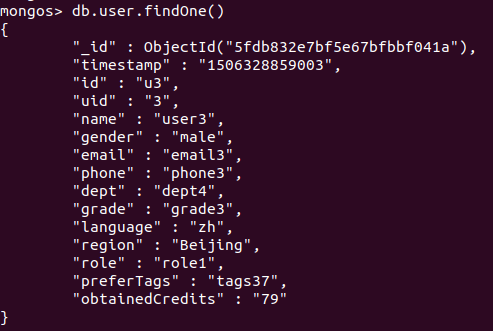 mongos> db.user.findOne()
{
        "_id" : ObjectId("5fdb832e7bf5e67bfbbf041a"),
        "timestamp" : "1506328859003",
        "id" : "u3",
        "uid" : "3",
        "name" : "user3",
        "gender" : "male",
        "email" : "email3",
        "phone" : "phone3",
        "dept" : "dept4",
        "grade" : "grade3",
        "language" : "zh",
        "region" : "Beijing",
        "role" : "role1",
        "preferTags" : "tags37",
        "obtainedCredits" : "79"
}